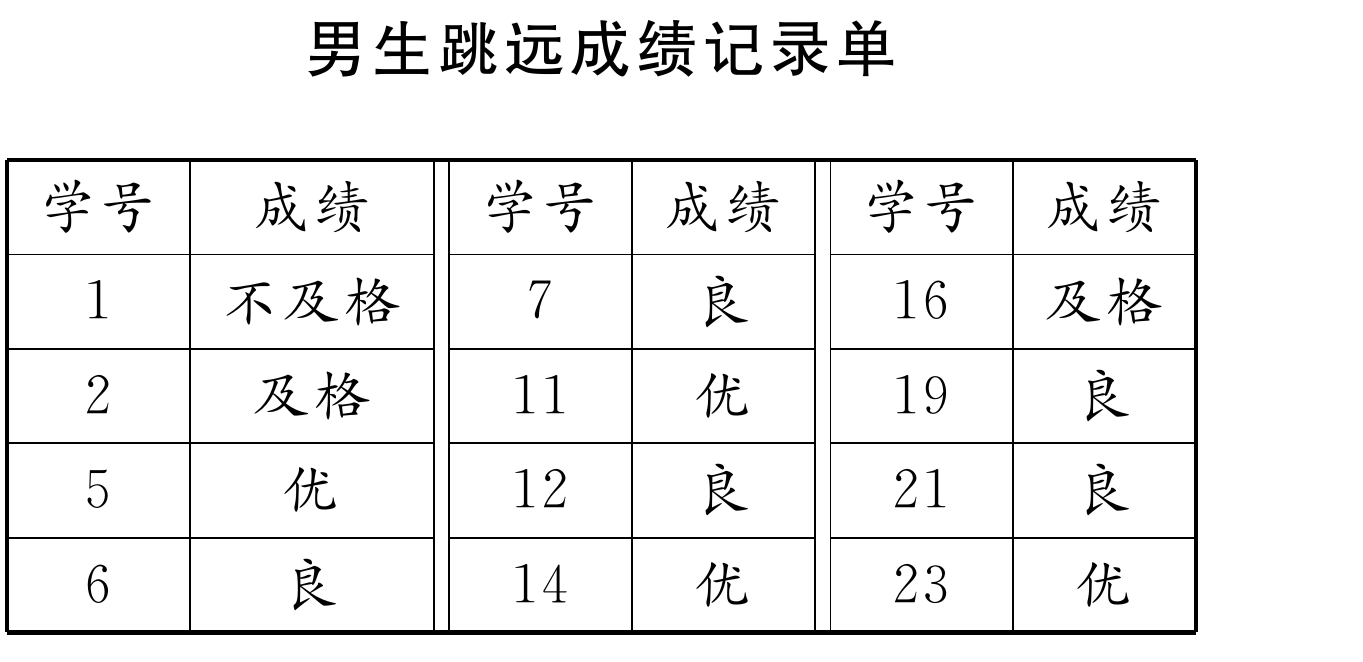 男生跳远成绩记录单
学号 成绩 学号 成绩 学号 成绩
1 不及格 7 良 16 及格
2 及格 11 优 19 良
5 优 12 良 21 良
6 良 14 优 23 优